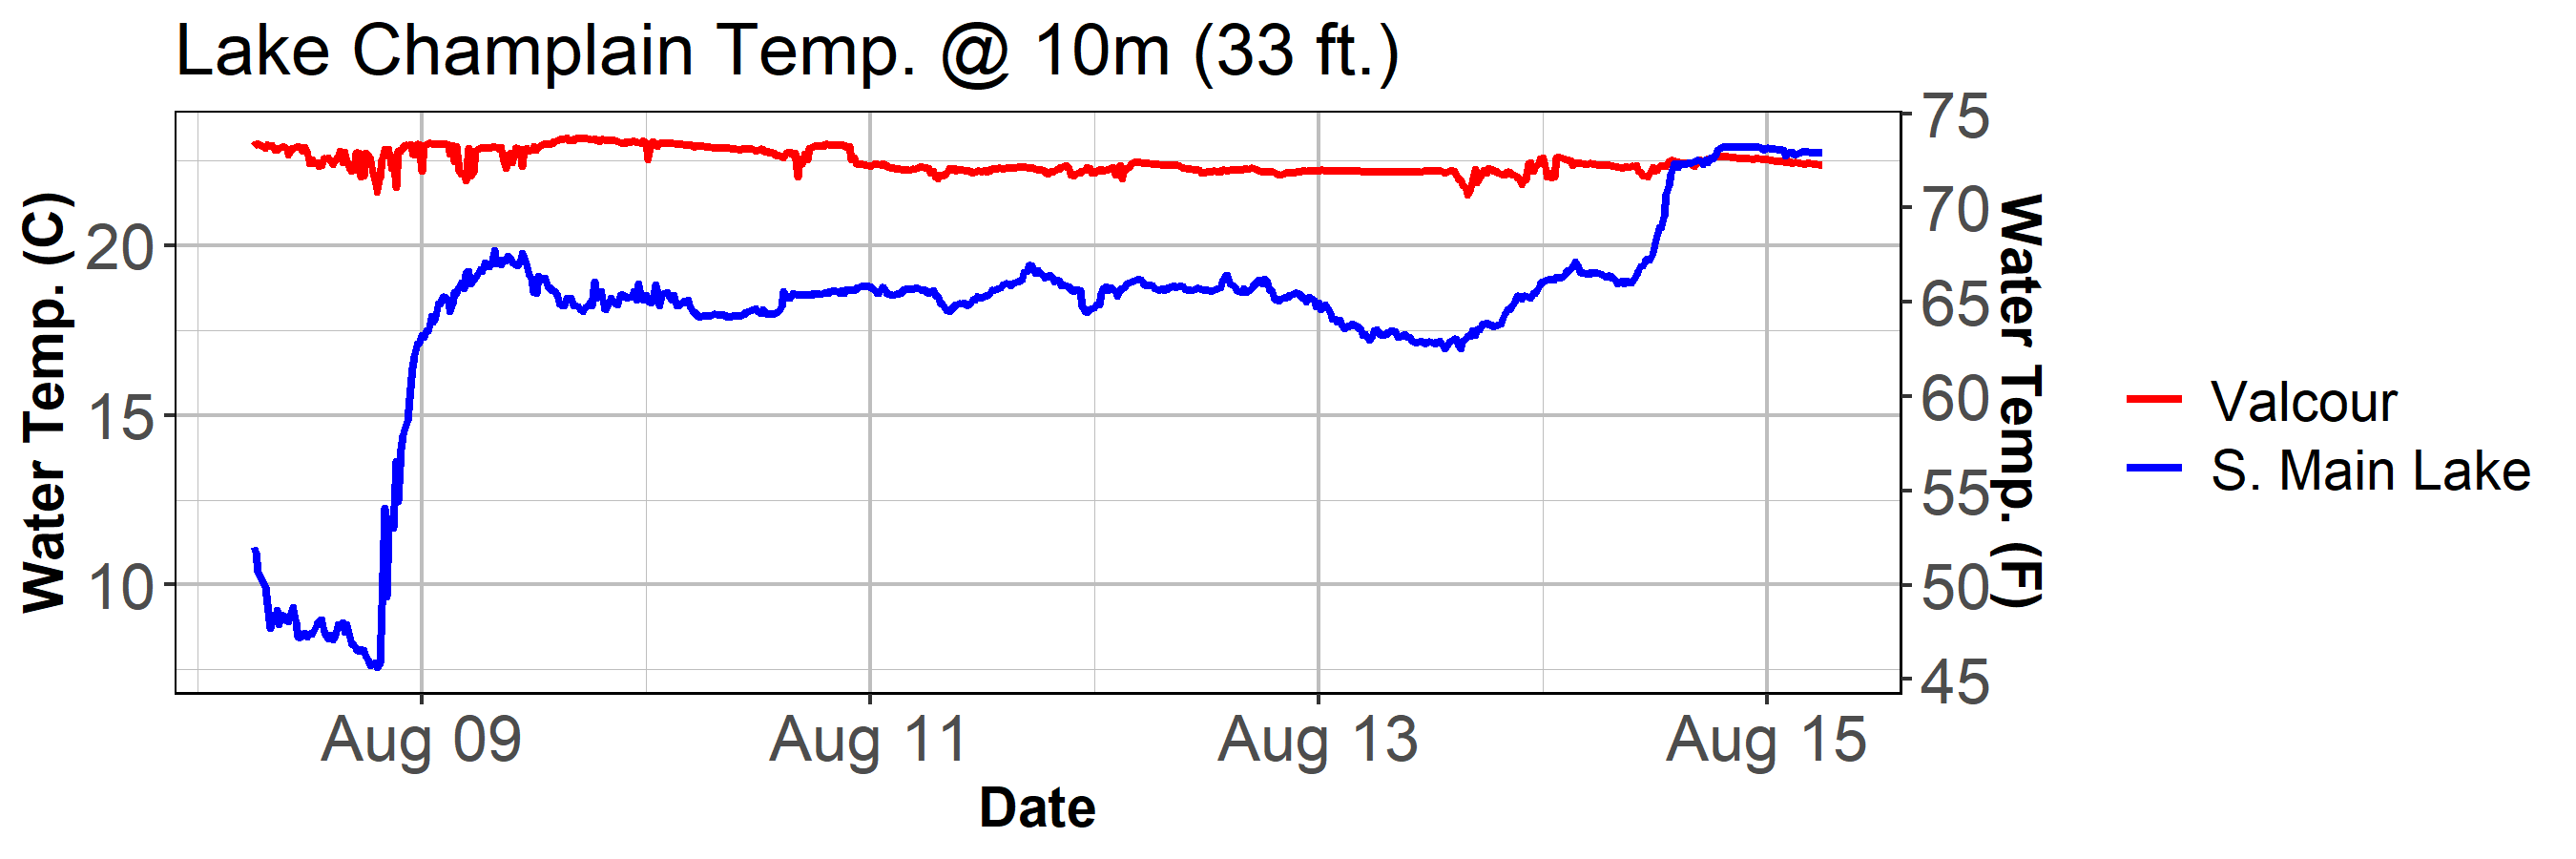 Lake Champlain Temp. @ 10m (33 ft.)
Water Temp. (C)
20
15
10
75
70
65
60
55
50
45
Water Temp. (F)
Aug 09
Aug 11
Aug 13
Aug 15
Date
Valcour
S. Main Lake